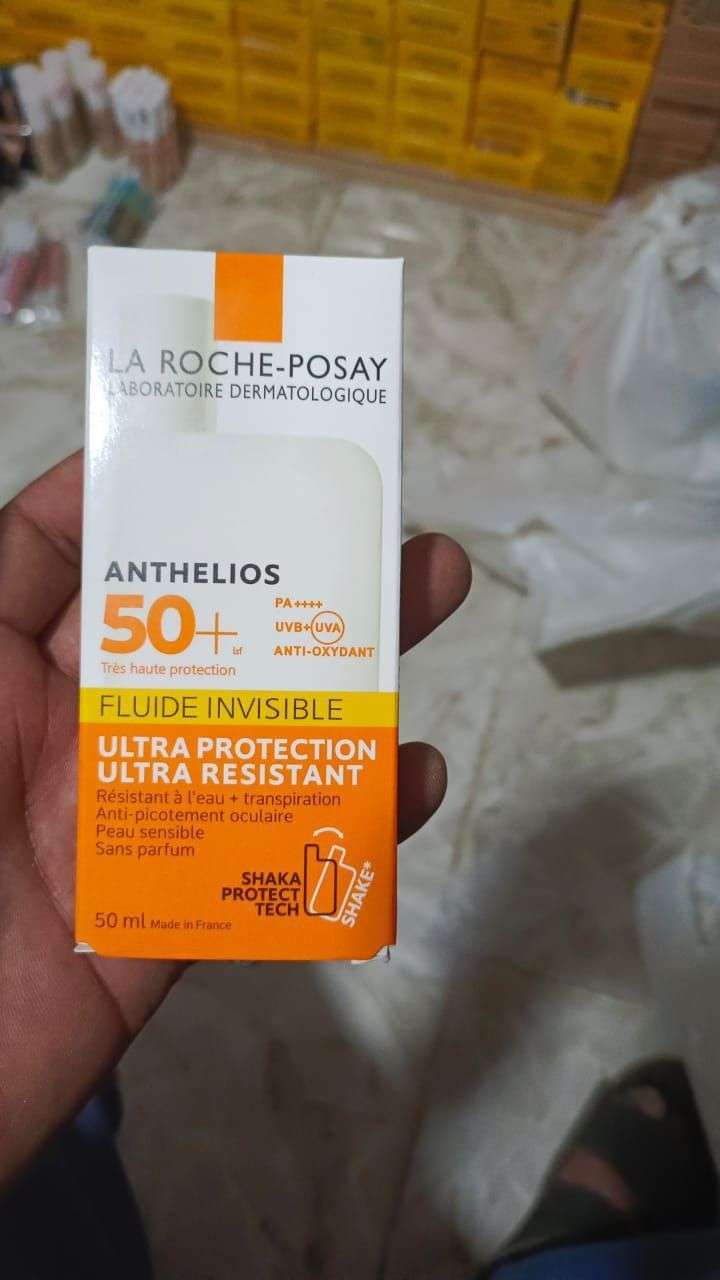 LA ROCHE-POSAY
LABORATOIRE DERMATOLOGIQUE
ANTHELIOS
50+
Très haute protection
PA++++
UVB+UVA
ANTI-OXYDANT
FLUIDE INVISIBLE
ULTRA PROTECTION
ULTRA RESISTANT
Résistant à l'eau + transpiration
Anti-picotement oculaire
Peau sensible
Sans parfum
SHAKA
PROTECT
TECH
SHAKE*
50 ml Made in France